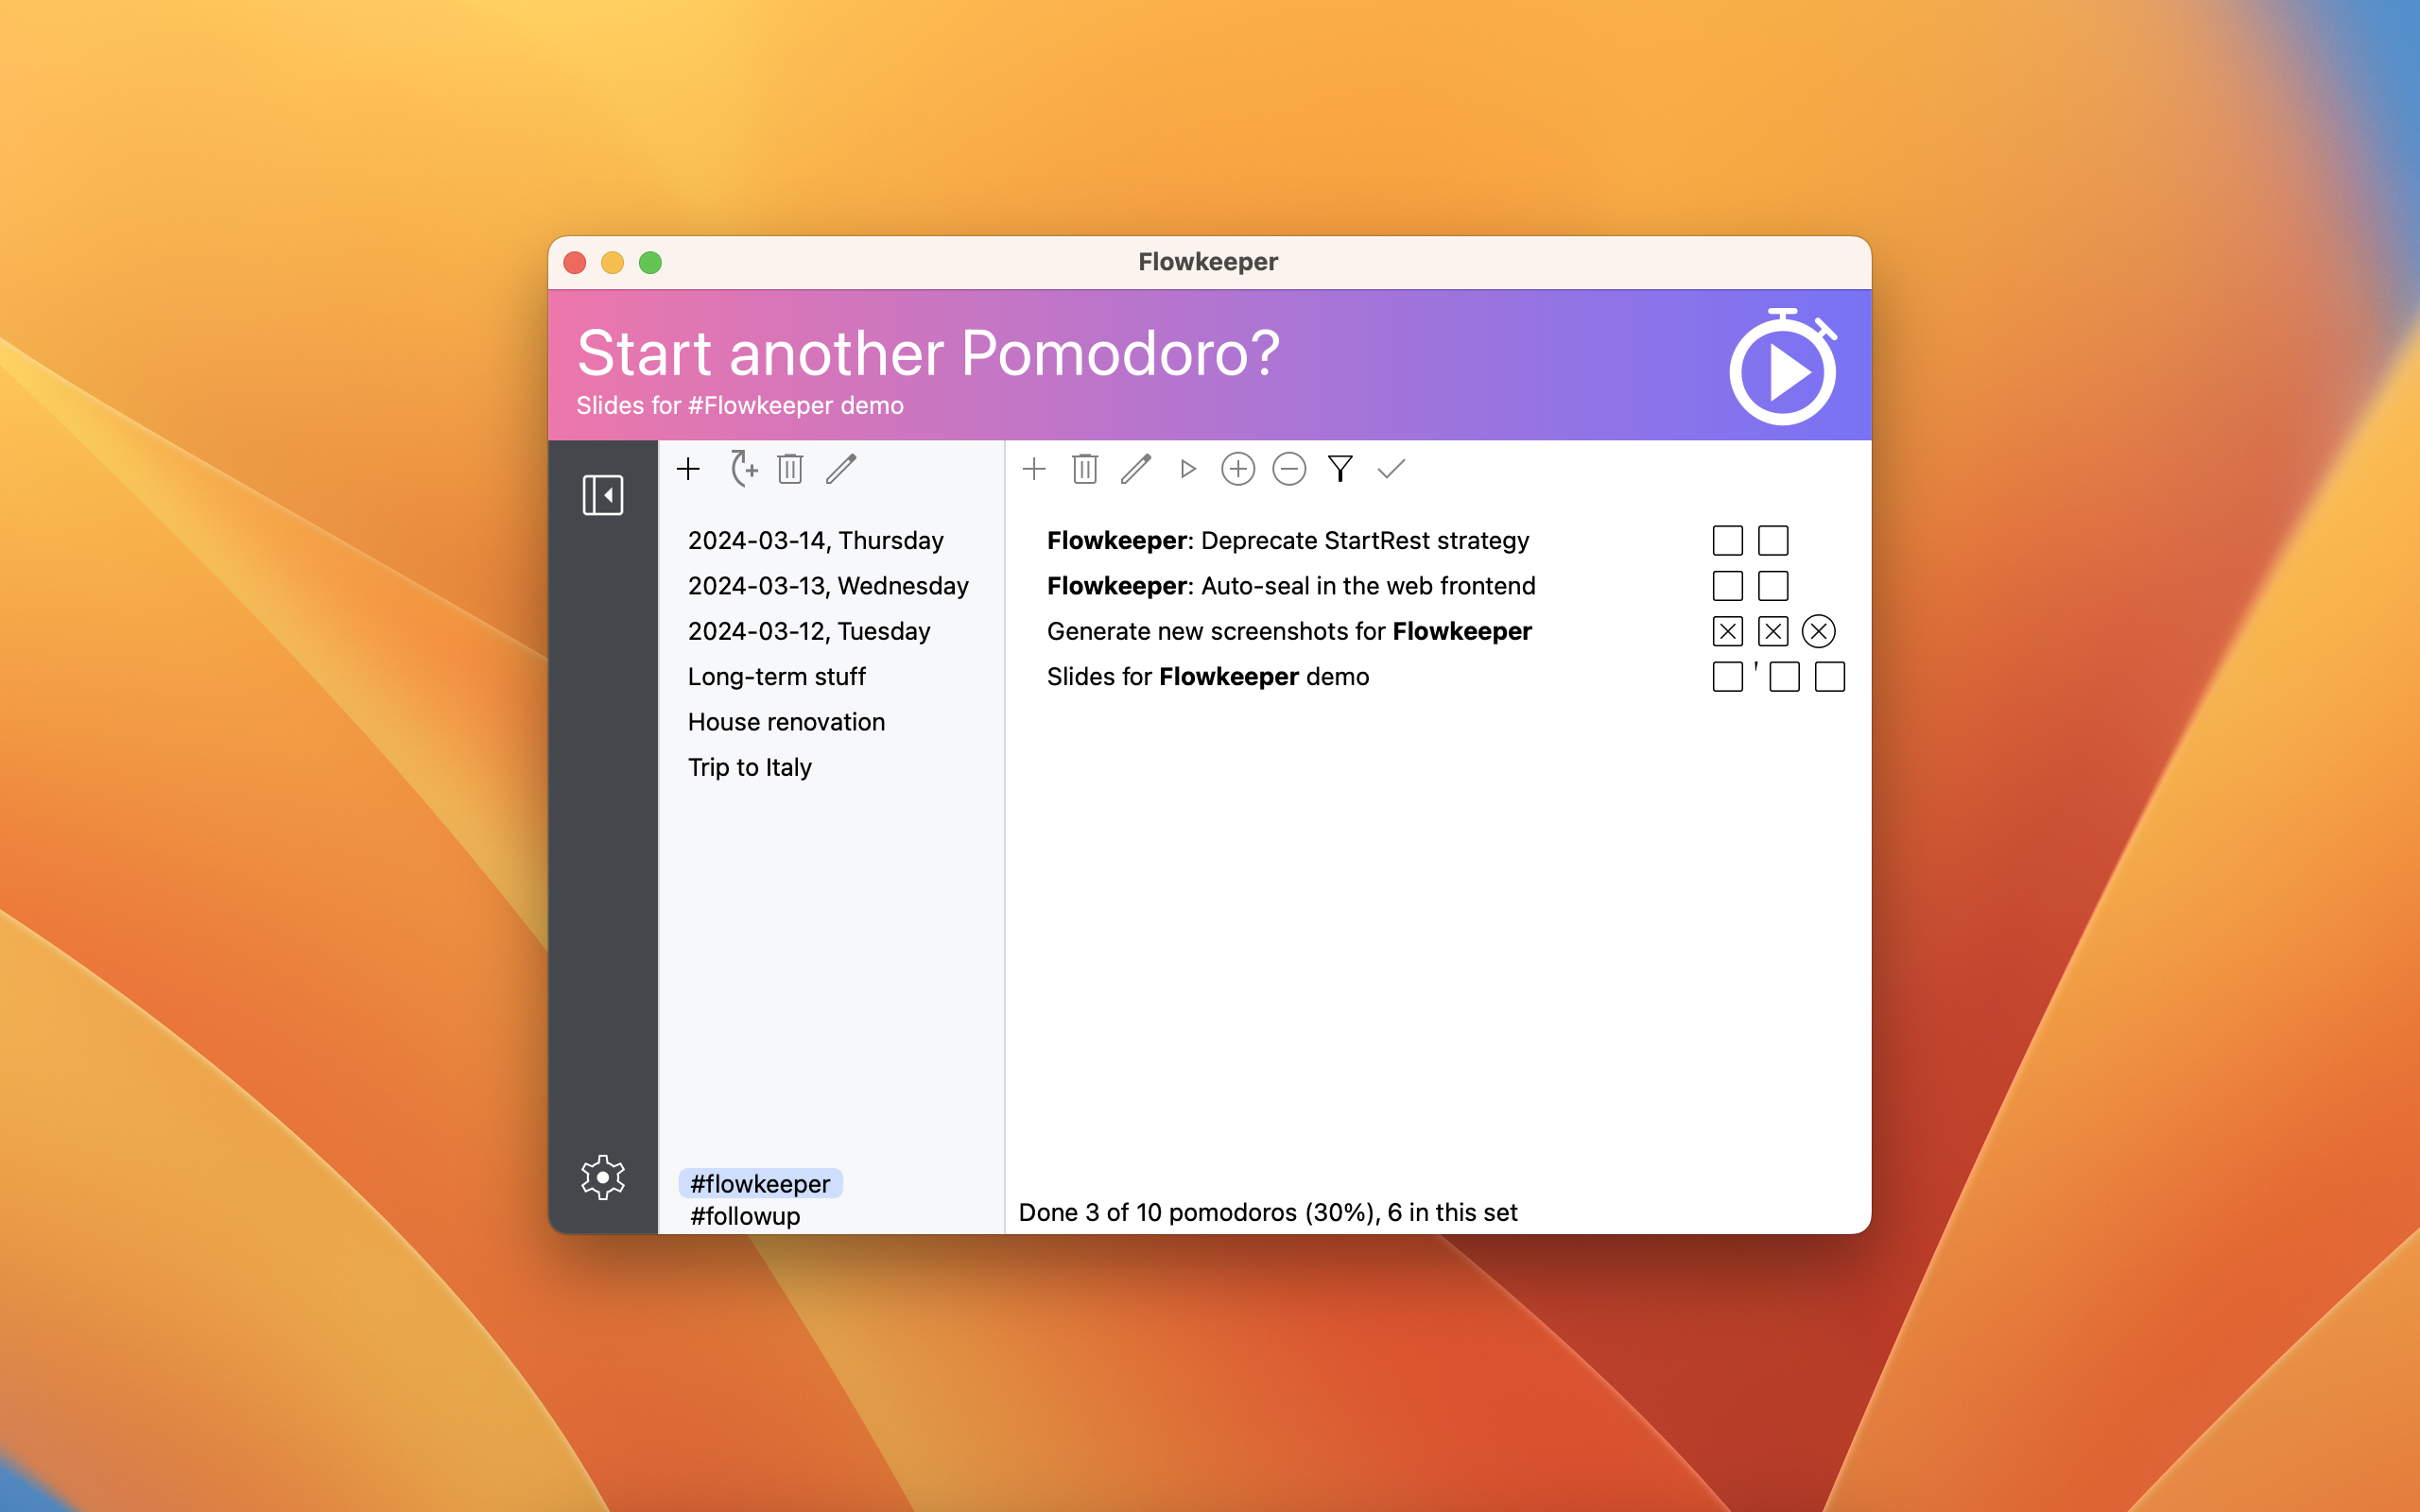 Flowkeeper
Start another Pomodoro?
Slides for #Flowkeeper demo
2024-03-14, Thursday
2024-03-13, Wednesday
2024-03-12, Tuesday
Long-term stuff
House renovation
Trip to Italy
#flowkeeper
#followup
Flowkeeper: Deprecate StartRest strategy
Flowkeeper: Auto-seal in the web frontend
Generate new screenshots for Flowkeeper
Slides for Flowkeeper demo
Done 3 of 10 pomodoros (30%), 6 in this set